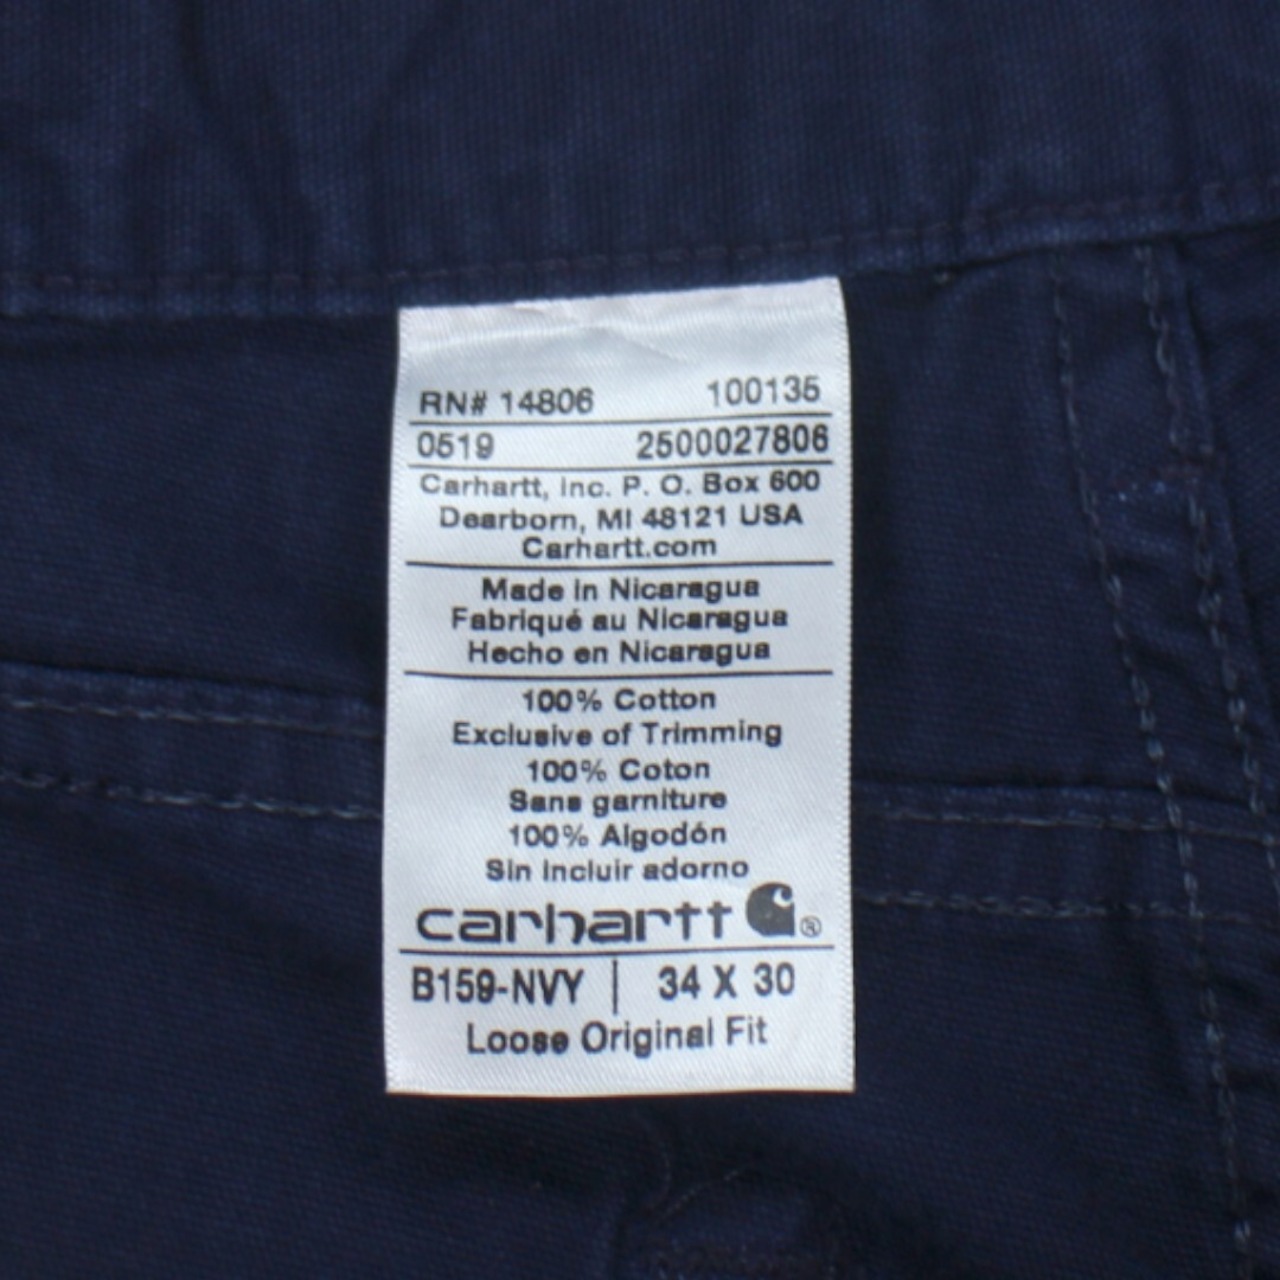 RN# 14806 100135
0519 2500027806
Carhartt, Inc. P. O. Box 600
Dearborn, MI 48121 USA
Carhartt.com
Made in Nicaragua
Fabriqué au Nicaragua
Hecho en Nicaragua
100% Cotton
Exclusive of Trimming
100% Coton
Sans garniture
100% Algodón
Sin incluir adorno
carhartt ®
B159-NVY | 34 X 30
Loose Original Fit